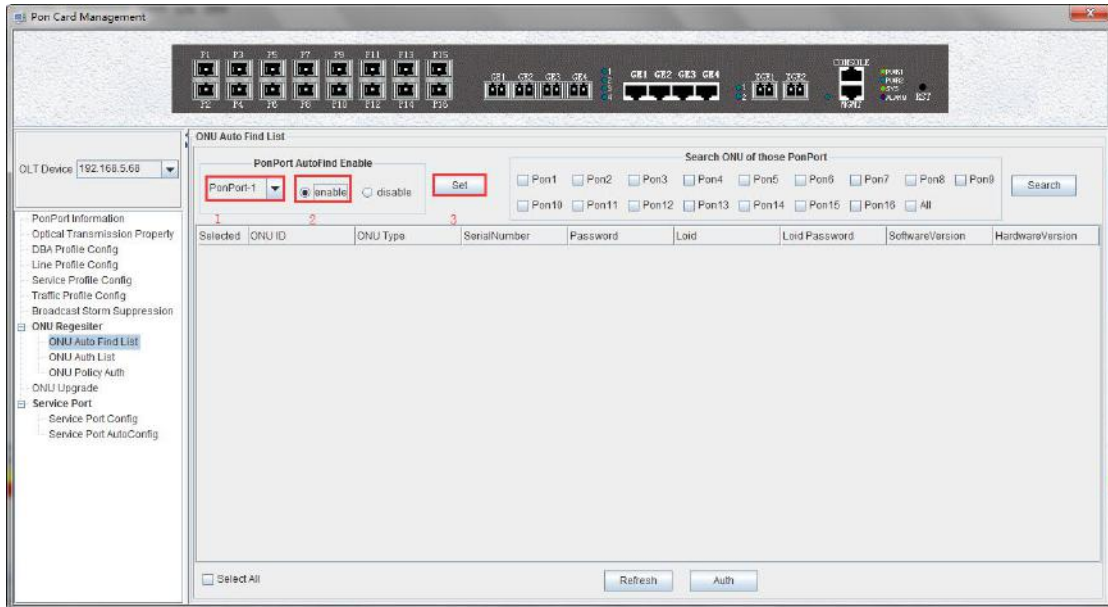 Pon Card Management
P1 P3 P5 P7 P9 P11 P13 P15
P2 P4 P6 P8 P10 P12 P14 P16
GE1 GE2 GE3 GE4
GE1 GE2 GE3 GE4
XGE1 XGE2
CONSOLE
MGMT
SYS
RST
OLT Device 192.168.5.68
PonPort Information
Optical Transmission Property
DBA Profile Config
Line Profile Config
Service Profile Config
Traffic Profile Config
Broadcast Storm Suppression
ONU Regesiter
ONU Auto Find List
ONU Auth List
ONU Policy Auth
ONU Upgrade
Service Port
Service Port Config
Service Port AutoConfig
ONU Auto Find List
PonPort AutoFind Enable
PonPort-1 enable disable Set
1 2 3
Search ONU of those PonPort
Pon1 Pon2 Pon3 Pon4 Pon5 Pon6 Pon7 Pon8 Pon9 Search
Pon10 Pon11 Pon12 Pon13 Pon14 Pon15 Pon16 All
Selected ONU ID ONU Type SerialNumber Password Loid Loid Password SoftwareVersion HardwareVersion
Select All Refresh Auth